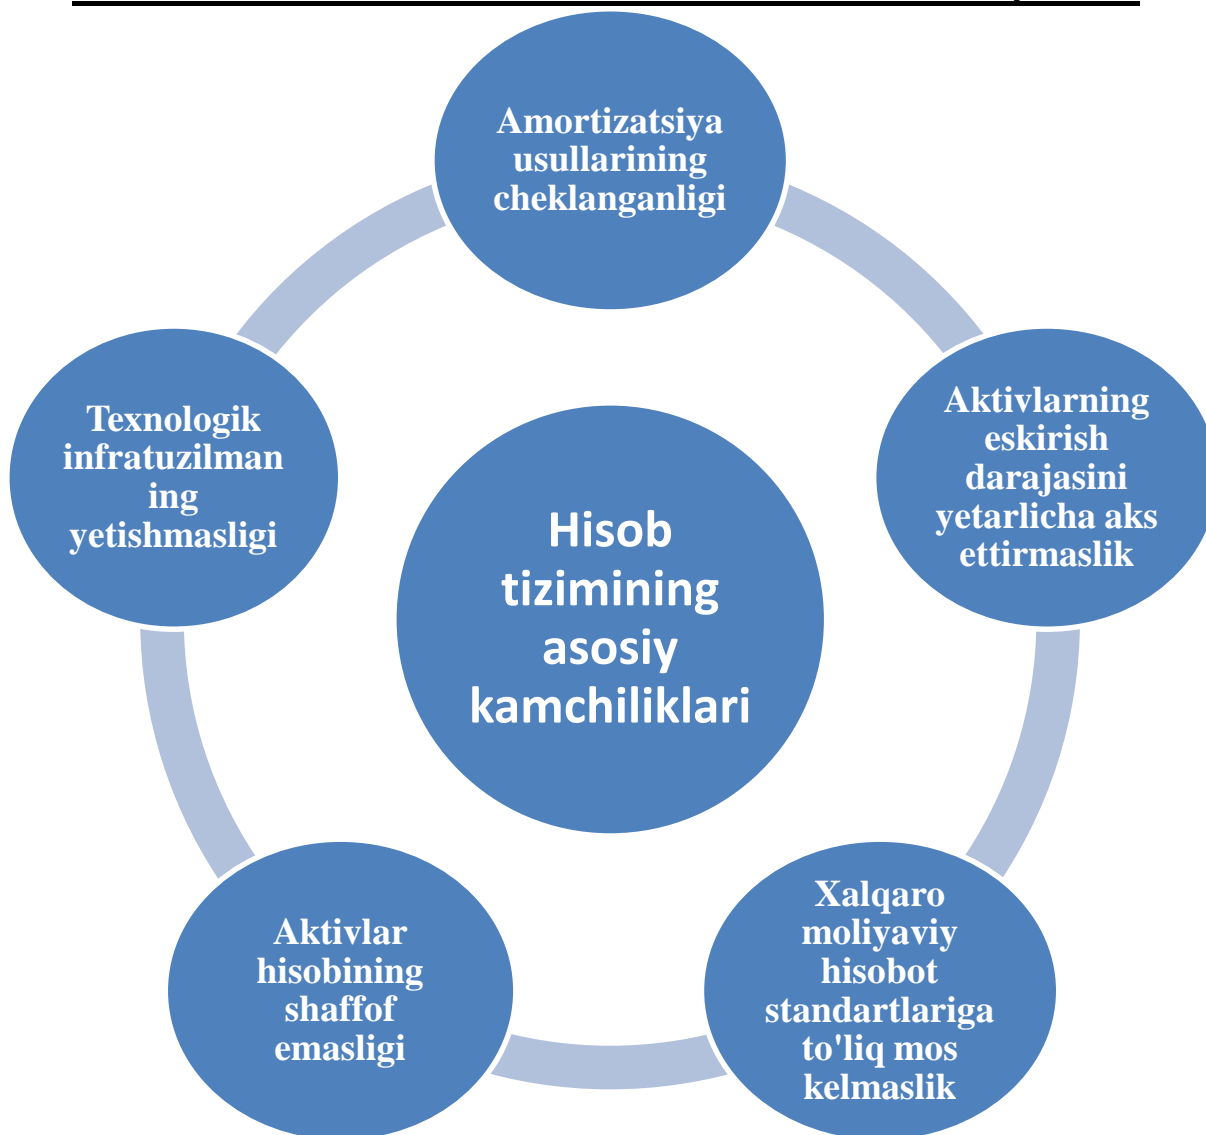 Amortizatsiya
usullarining
cheklanganligi
Aktivlarning
eskirish
darajasini
yetarlicha aks
ettirmaslik
Xalqaro
moliyaviy
hisobot
standartlariga
to'liq mos
kelmaslik
Aktivlar
hisobining
shaffof
emasligi
Texnologik
infratuzilman
ing
yetishmasligi
Hisob
tizimining
asosiy
kamchiliklari